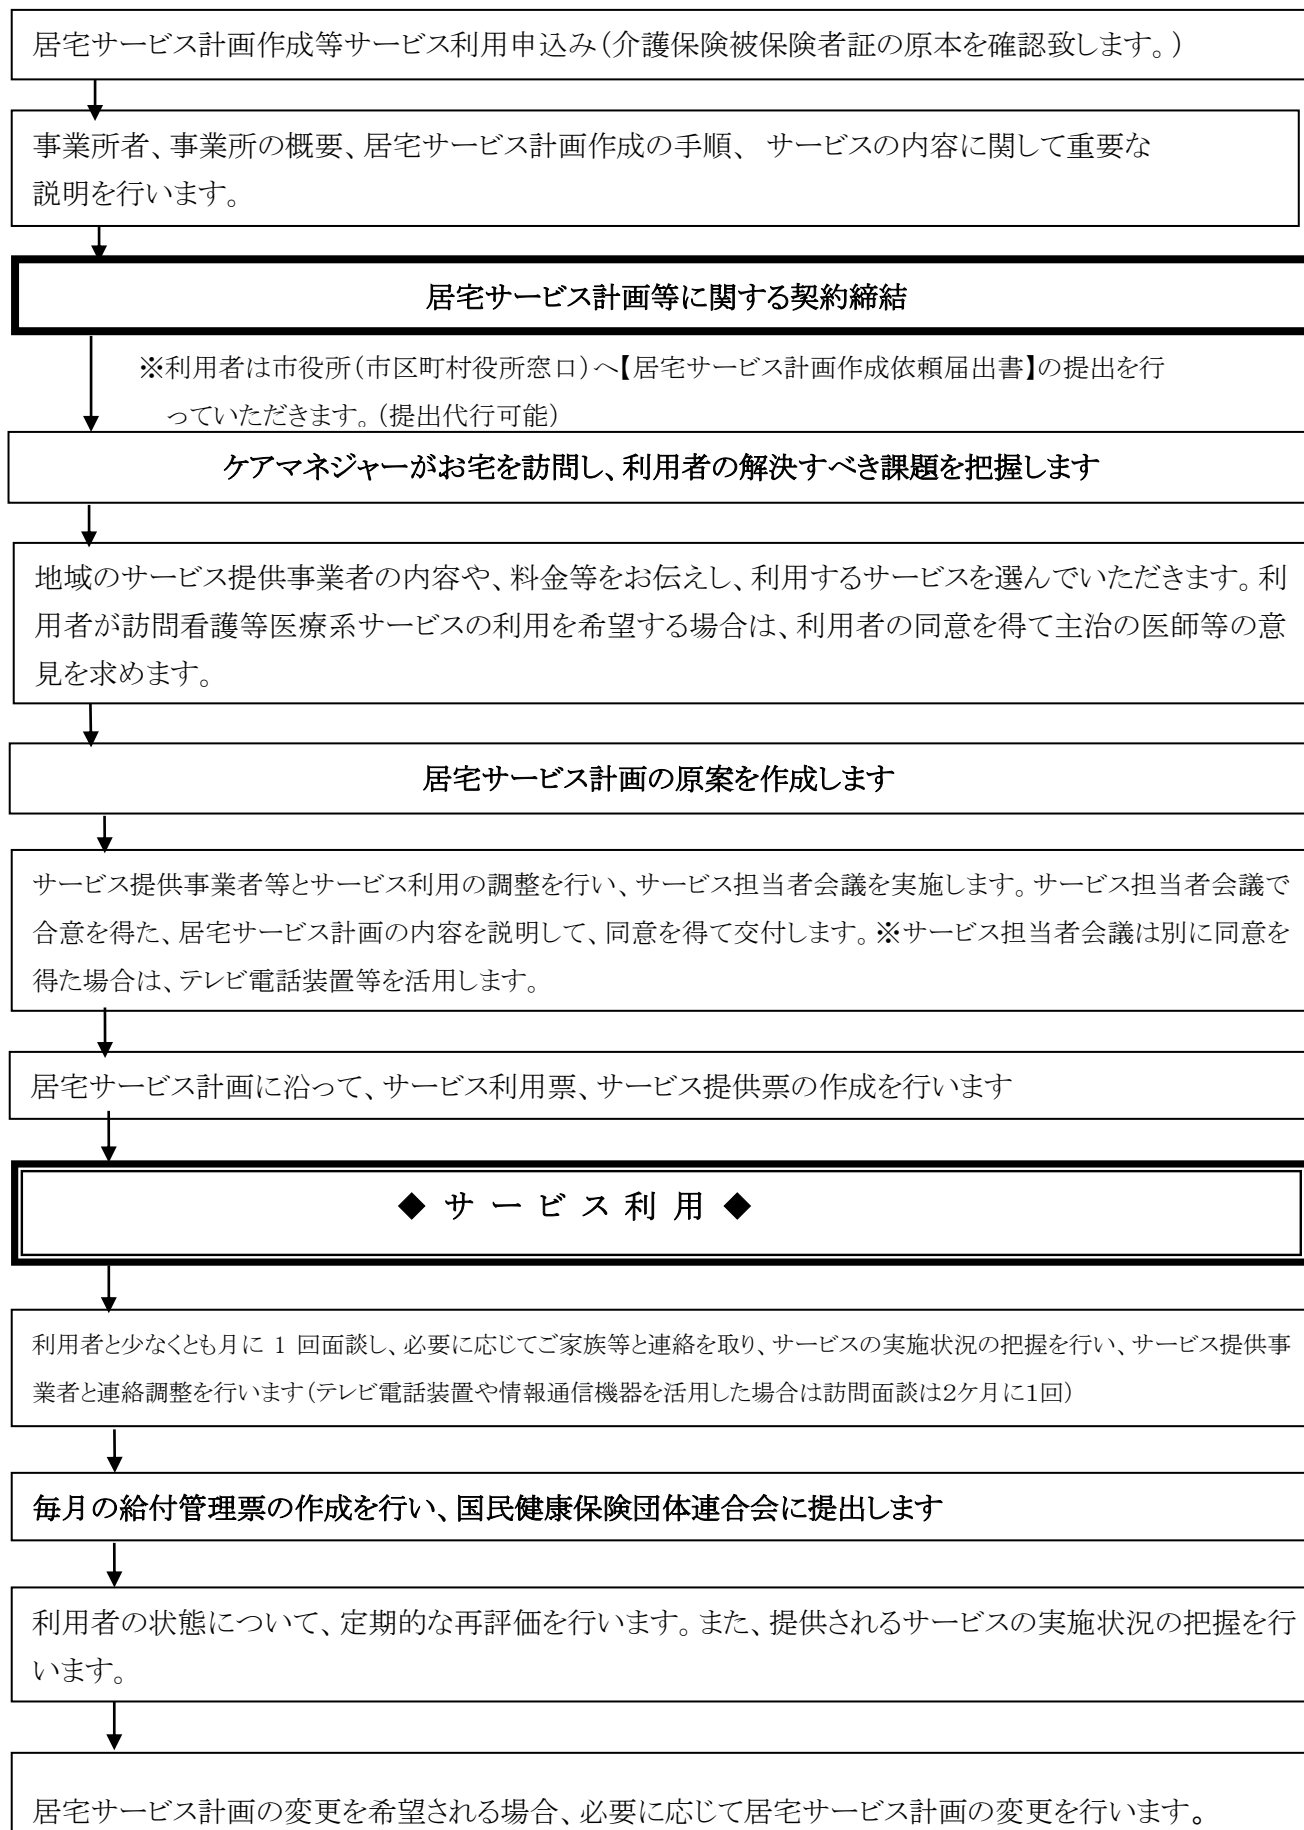 居宅サービス計画作成等サービス利用申込み(介護保険被保険者証の原本を確認致します。)
事業所者、事業所の概要、居宅サービス計画作成の手順、 サービスの内容に関して重要な
説明を行います。
居宅サービス計画等に関する契約締結
※利用者は市役所(市区町村役所窓口)へ【居宅サービス計画作成依頼届出書】の提出を行
っていただきます。(提出代行可能)
ケアマネジャーがお宅を訪問し、利用者の解決すべき課題を把握します
地域のサービス提供事業者の内容や、料金等をお伝えし、利用するサービスを選んでいただきます。利
用者が訪問看護等医療系サービスの利用を希望する場合は、利用者の同意を得て主治の医師等の意
見を求めます。
居宅サービス計画の原案を作成します
サービス提供事業者等とサービス利用の調整を行い、サービス担当者会議を実施します。サービス担当者会議で
合意を得た、居宅サービス計画の内容を説明して、同意を得て交付します。※サービス担当者会議は別に同意を
得た場合は、テレビ電話装置等を活用します。
居宅サービス計画に沿って、サービス利用票、サービス提供票の作成を行います
◆ サ ー ビ ス 利 用 ◆
利用者と少なくとも月に 1 回面談し、必要に応じてご家族等と連絡を取り、サービスの実施状況の把握を行い、サービス提供事
業者と連絡調整を行います(テレビ電話装置や情報通信機器を活用した場合は訪問面談は2ケ月に1回)
毎月の給付管理票の作成を行い、国民健康保険団体連合会に提出します
利用者の状態について、定期的な再評価を行います。また、提供されるサービスの実施状況の把握を行
います。
居宅サービス計画の変更を希望される場合、必要に応じて居宅サービス計画の変更を行います。